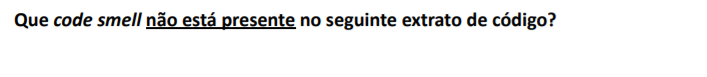 Que code smell não está presente no seguinte extrato de código?